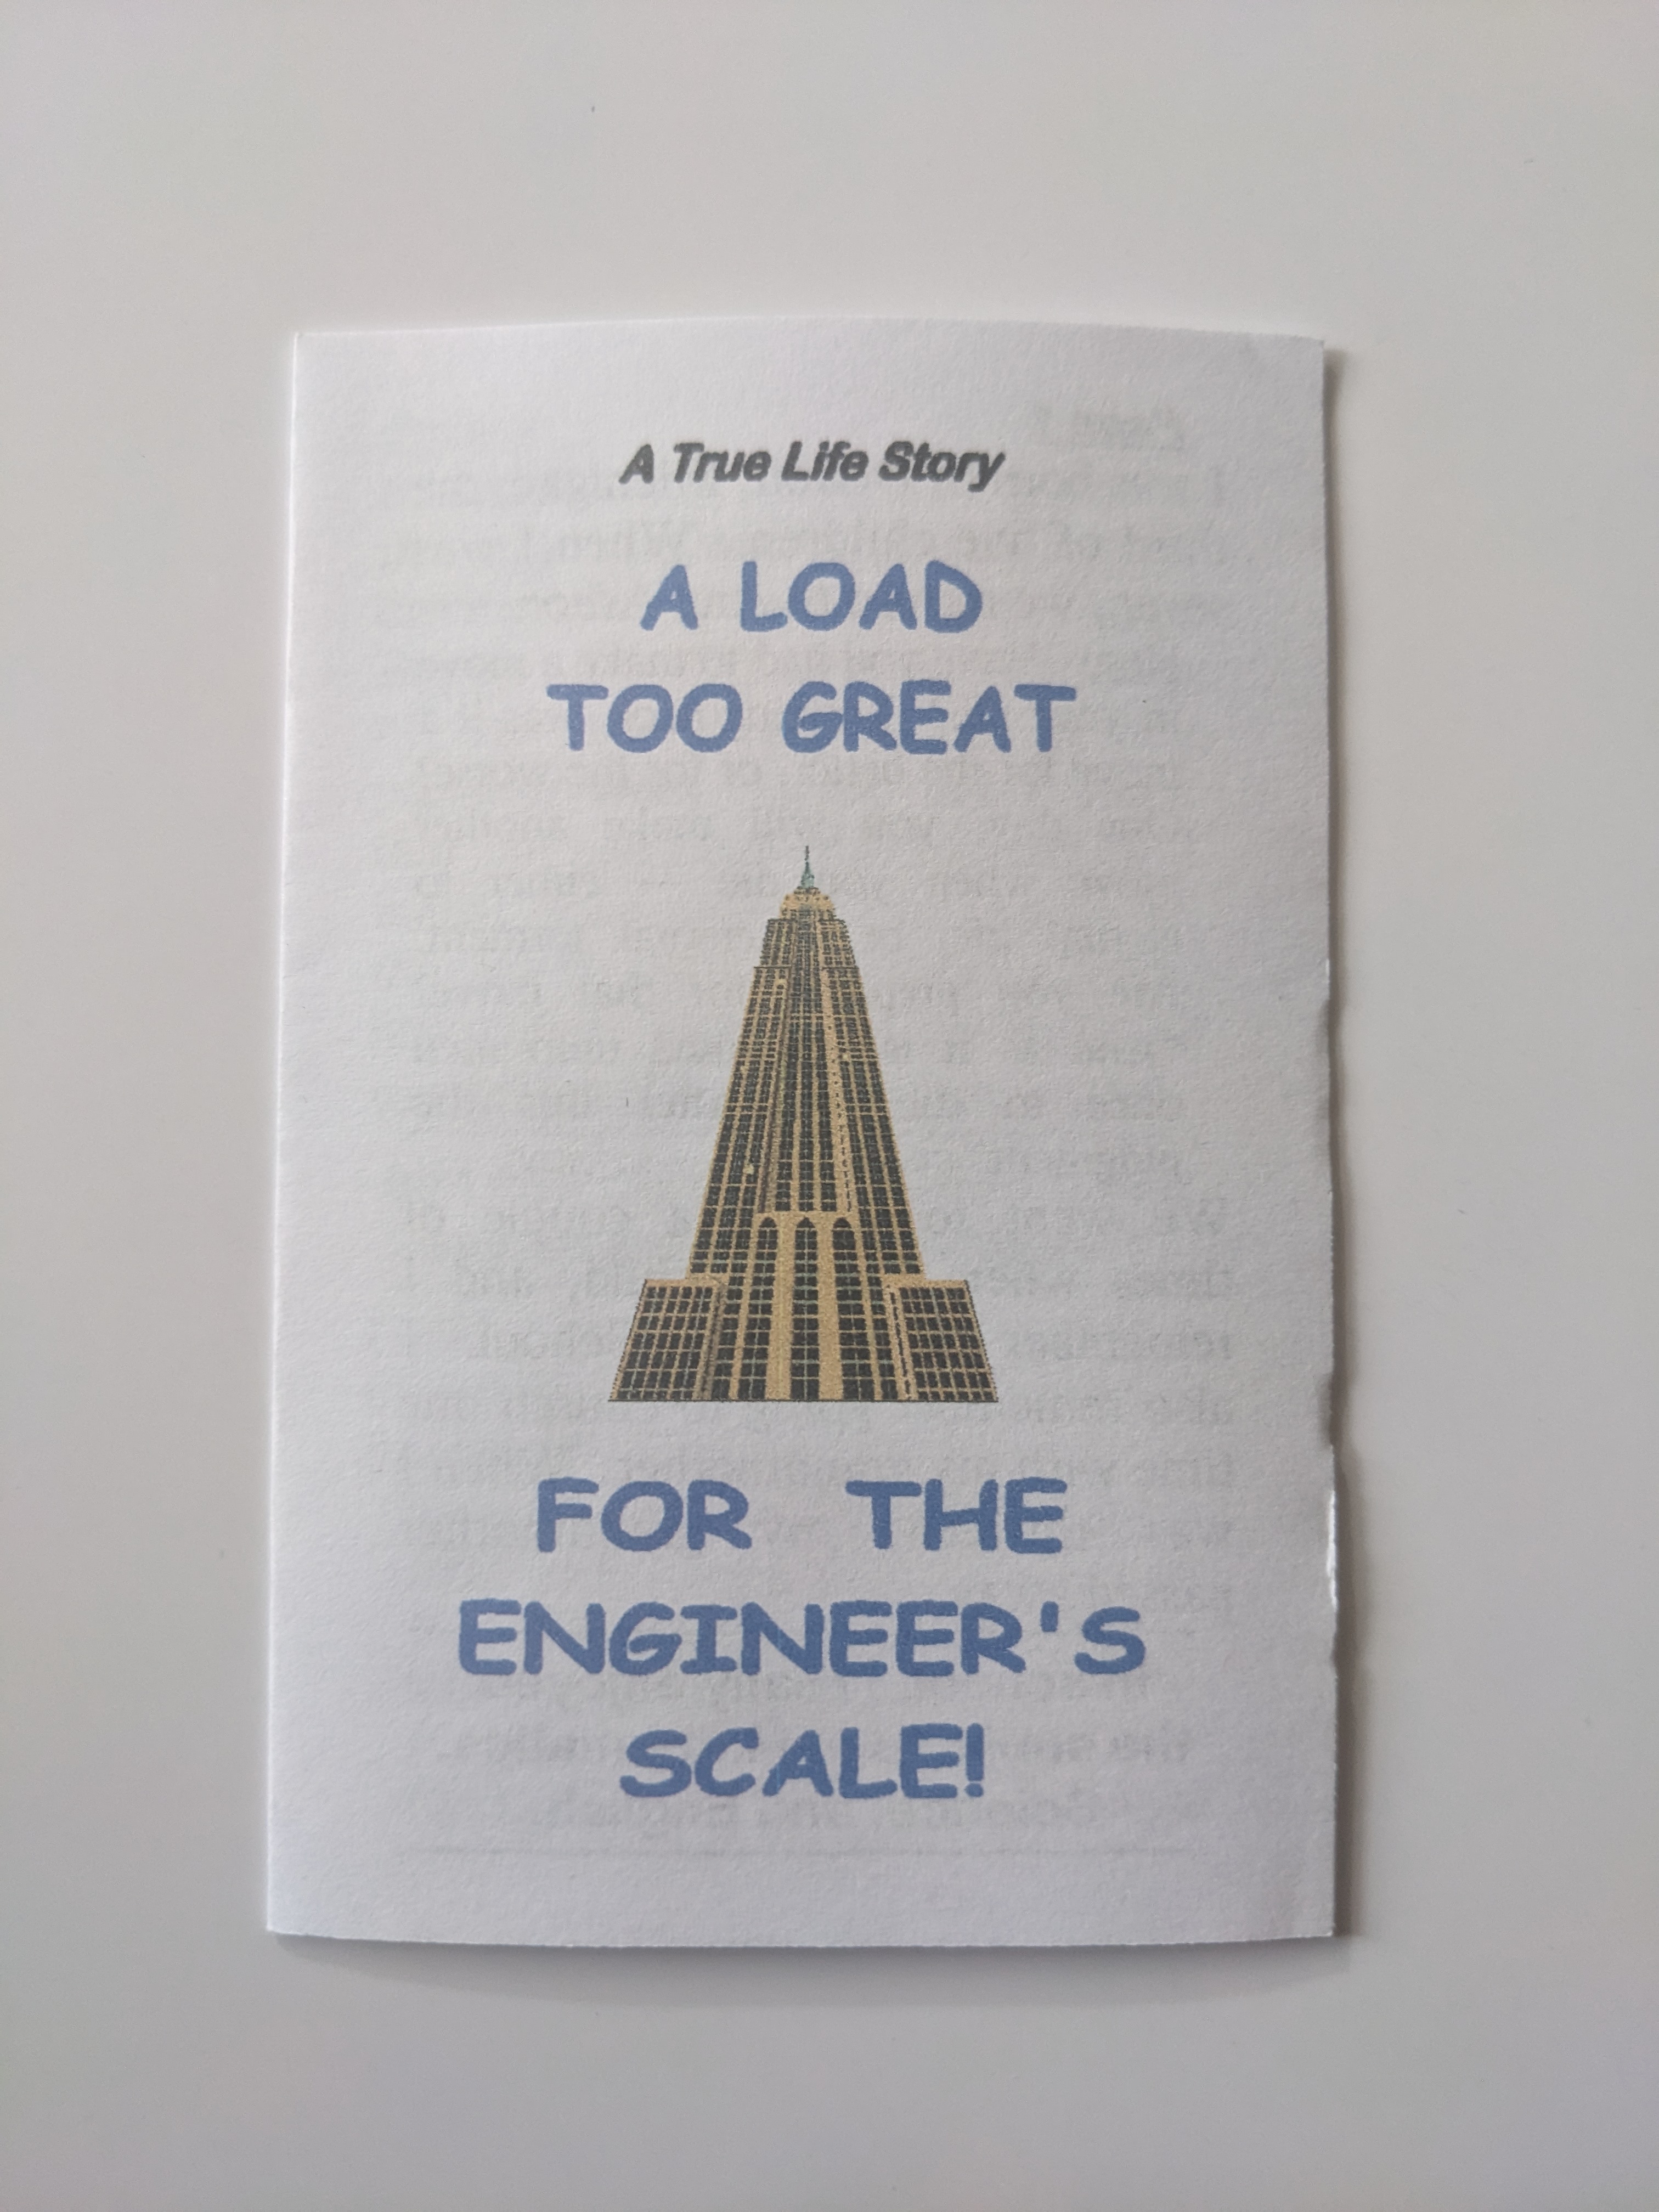 A True Life Story
A LOAD
TOO GREAT
FOR THE
ENGINEER'S
SCALE!